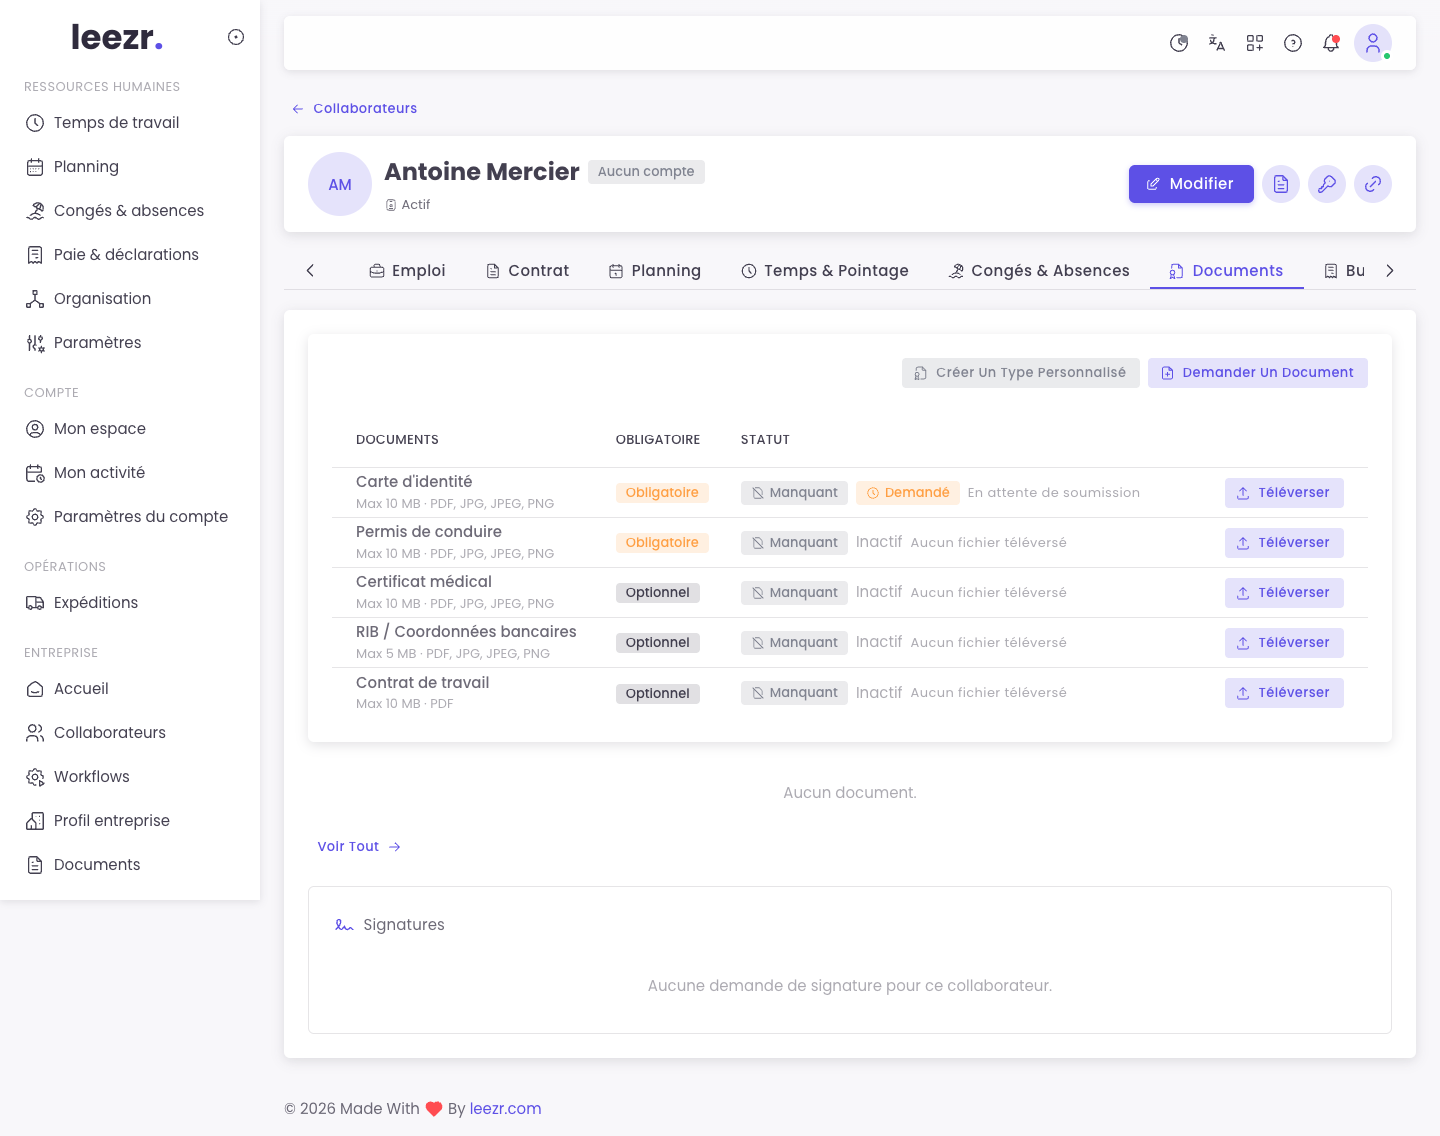 leezr.
RESSOURCES HUMAINES
Temps de travail
Planning
Congés & absences
Paie & déclarations
Organisation
Paramètres
COMPTE
Mon espace
Mon activité
Paramètres du compte
OPÉRATIONS
Expéditions
ENTREPRISE
Accueil
Collaborateurs
Workflows
Profil entreprise
Documents
Collaborateurs
AM
Antoine Mercier
Aucun compte
Actif
Modifier
Emploi
Contrat
Planning
Temps & Pointage
Congés & Absences
Documents
Bu
Créer Un Type Personnalisé
Demander Un Document
DOCUMENTS OBLIGATOIRE STATUT
Carte d'identité
Max 10 MB · PDF, JPG, JPEG, PNG
Obligatoire Manquant Demandé En attente de soumission Téléverser
Permis de conduire
Max 10 MB · PDF, JPG, JPEG, PNG
Obligatoire Manquant Inactif Aucun fichier téléversé Téléverser
Certificat médical
Max 10 MB · PDF, JPG, JPEG, PNG
Optionnel Manquant Inactif Aucun fichier téléversé Téléverser
RIB / Coordonnées bancaires
Max 5 MB · PDF, JPG, JPEG, PNG
Optionnel Manquant Inactif Aucun fichier téléversé Téléverser
Contrat de travail
Max 10 MB · PDF
Optionnel Manquant Inactif Aucun fichier téléversé Téléverser
Aucun document.
Voir Tout
Signatures
Aucune demande de signature pour ce collaborateur.
© 2026 Made With By leezr.com